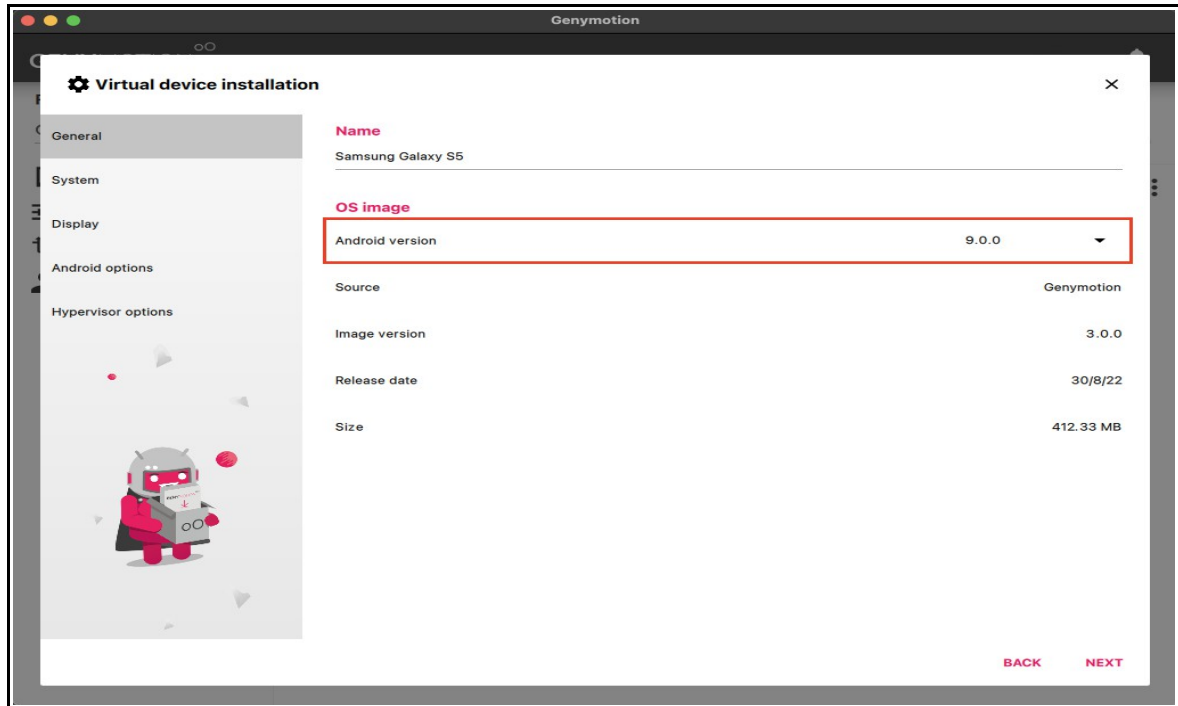 Genymotion
Virtual device installation
General
System
Display
Android options
Hypervisor options
Name
Samsung Galaxy S5
OS image
Android version 9.0.0
Source Genymotion
Image version 3.0.0
Release date 30/8/22
Size 412.33 MB
BACK NEXT